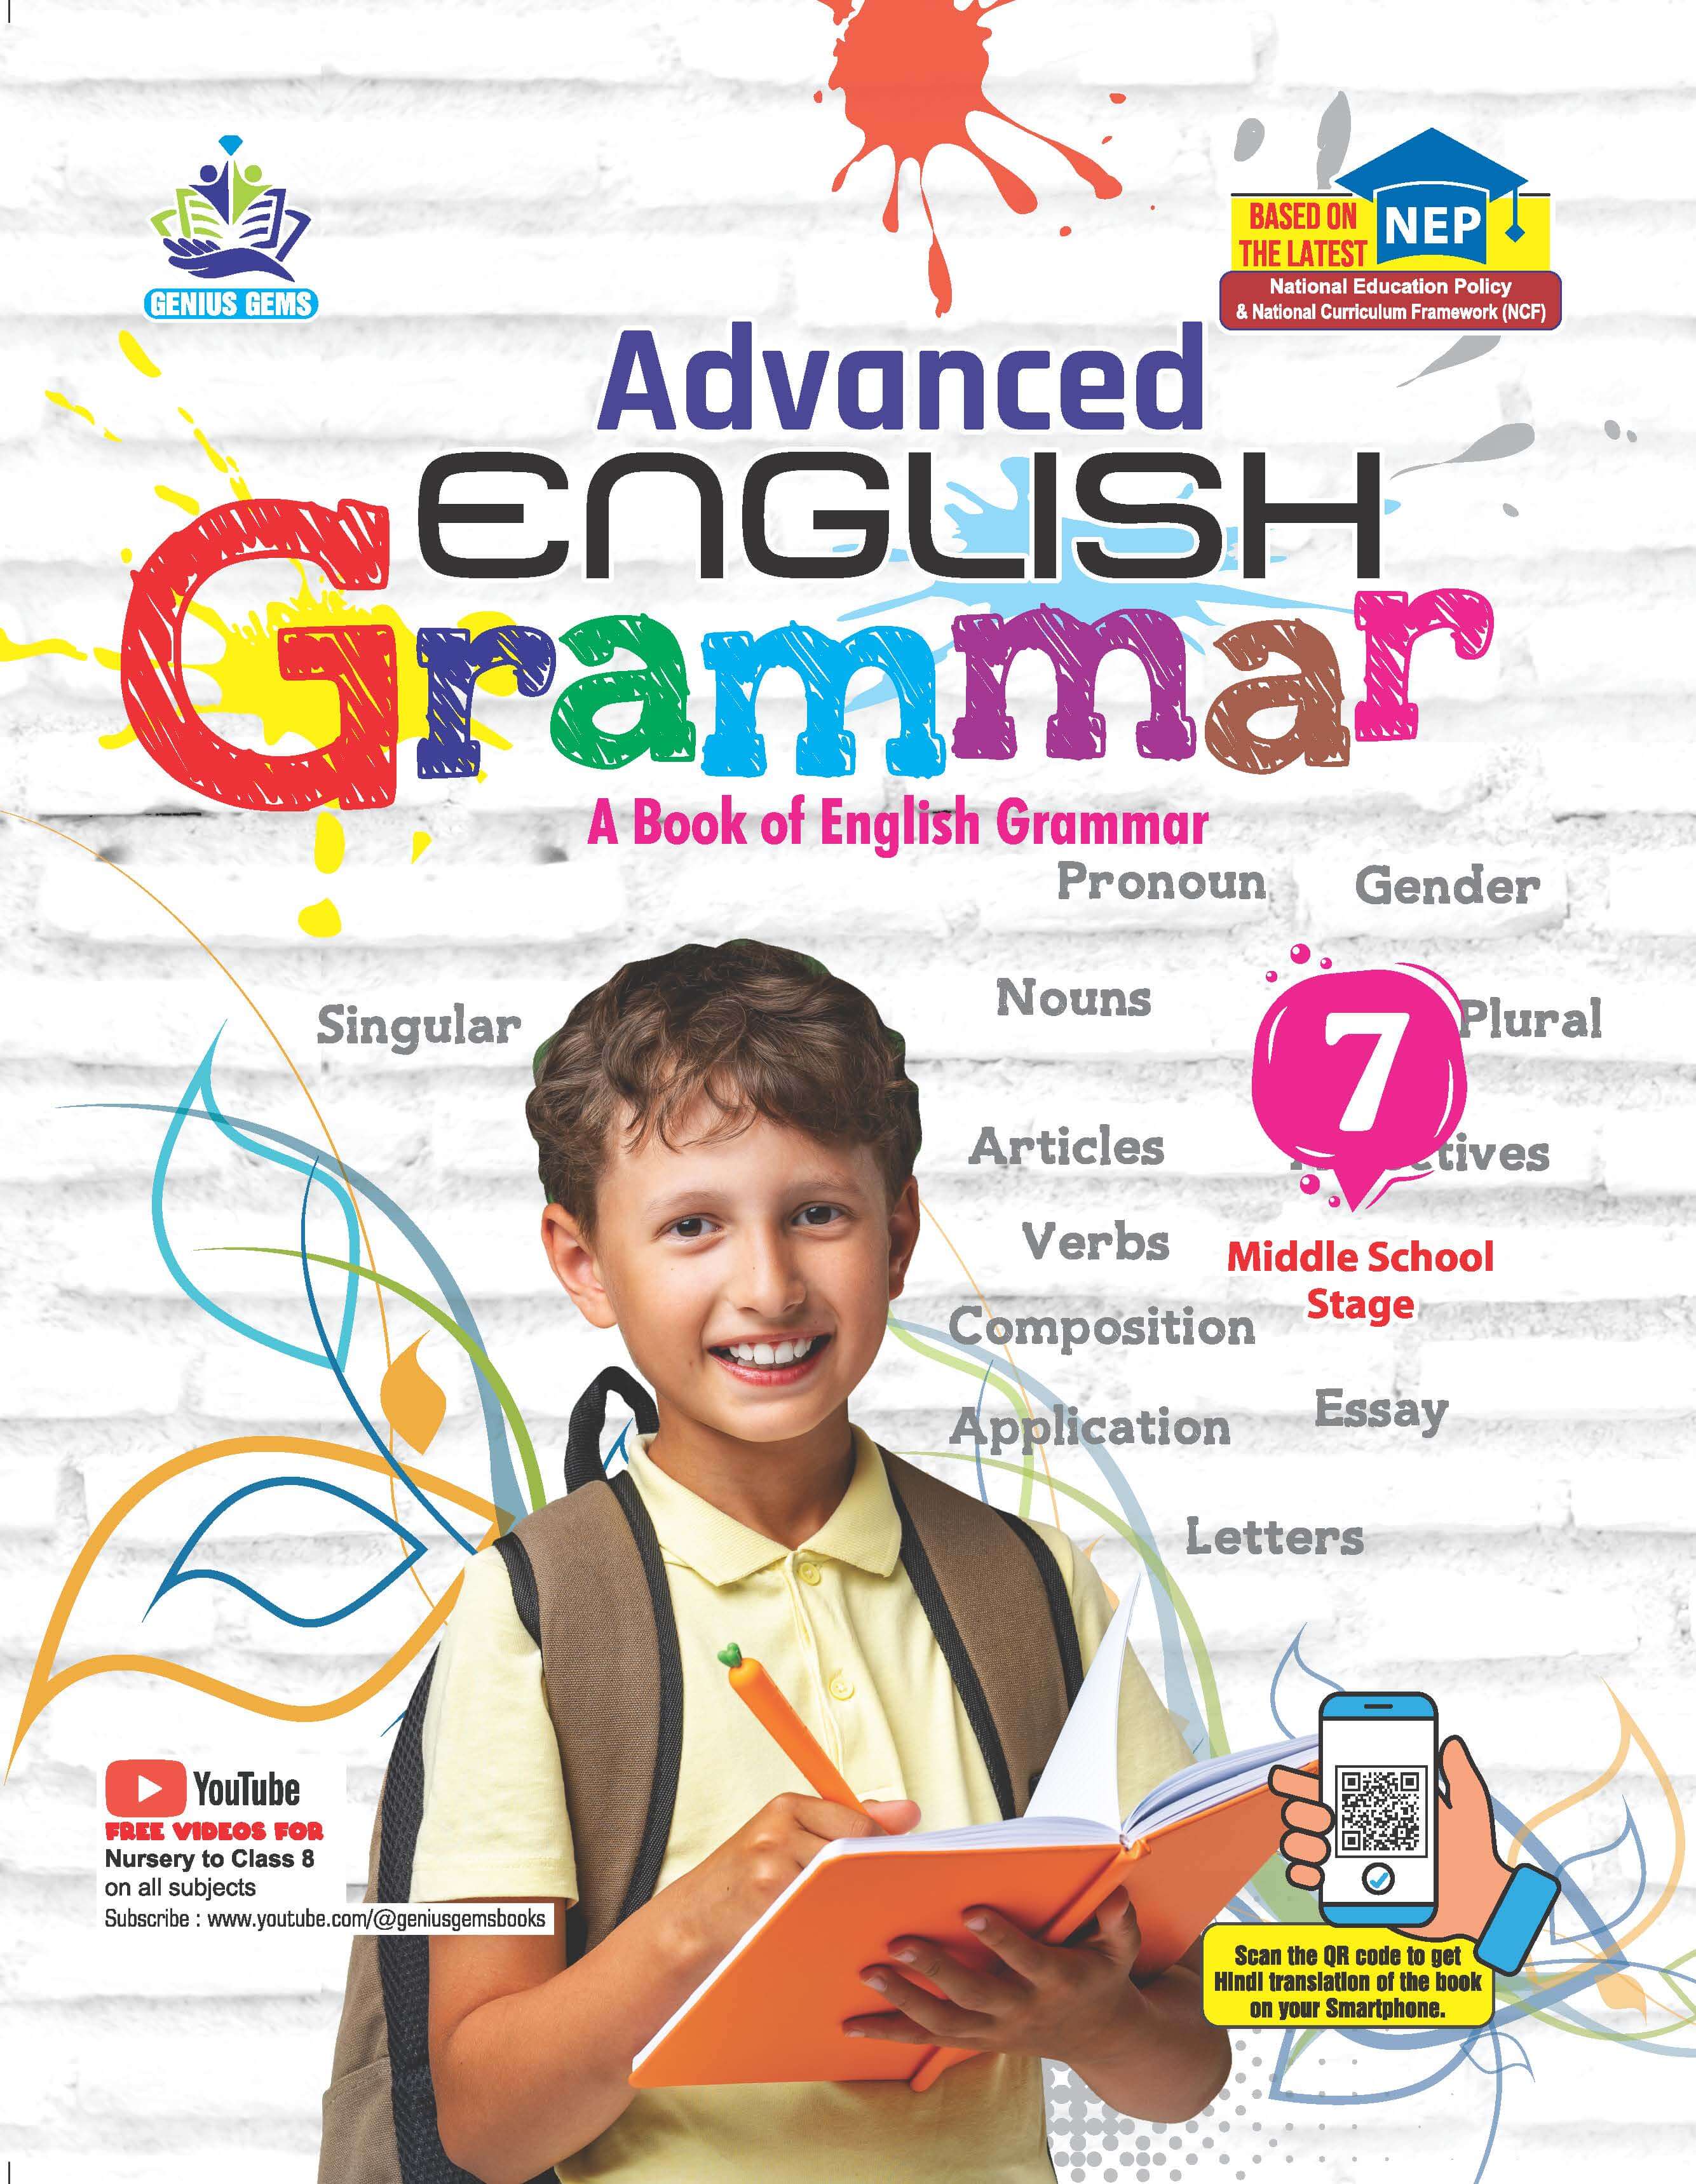 GENIUS GEMS
BASED ON
THE LATEST
NEP
National Education Policy
& National Curriculum Framework (NCF)
Advanced
ENGLISH
Grammar
A Book of English Grammar
Pronoun
Gender
Nouns
Singular
7
Plural
Articles
tives
Verbs
Middle School
Stage
Composition
Essay
Application
Letters
YouTube
FREE VIDEOS FOR
Nursery to Class 8
on all subjects
Subscribe : www.youtube.com/@geniusgemsbooks
Scan the QR code to get
Hindi translation of the book
on your Smartphone.